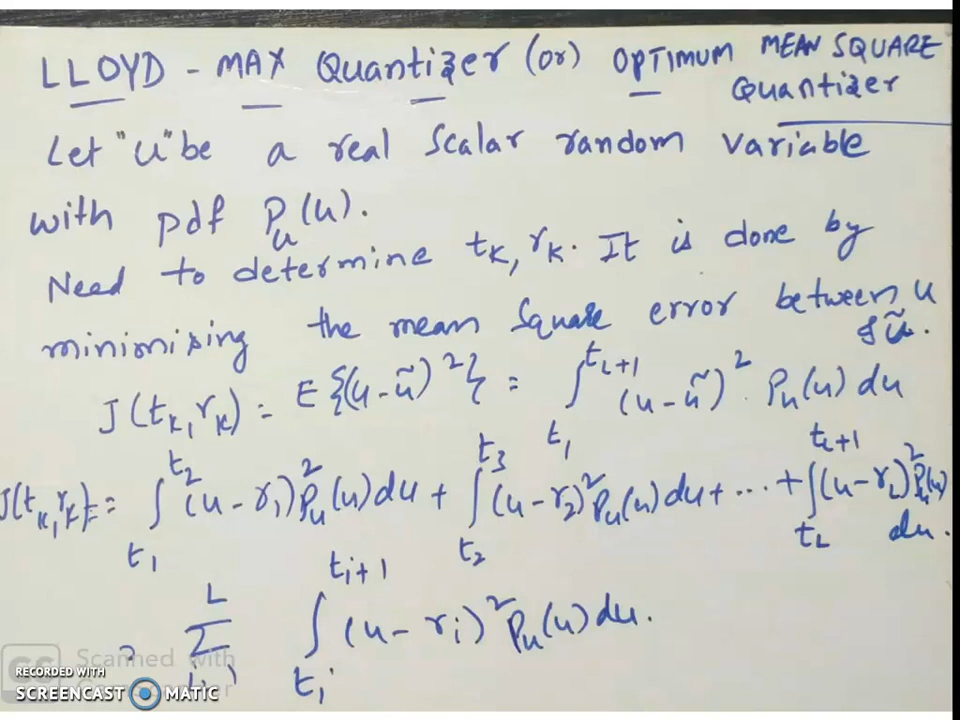 LLOYD - MAX Quantizer (or) OPTIMUM MEAN SQUARE
Quantizer
Let "u" be a real scalar random variable
with pdf P_u(u).
Need to determine t_k, r_k. It is done by
minimizing the mean square error between u
& ũ.
J(t_k, r_k) = E{(u-ũ)^2} = ∫_{t_1}^{t_{L+1}} (u-ũ)^2. P_u(u) du
J(t_k, r_k) = ∫_{t_1}^{t_2} (u-r_1)^2 P_u(u) du + ∫_{t_2}^{t_3} (u-r_2)^2 P_u(u) du + ... + ∫_{t_L}^{t_{L+1}} (u-r_L)^2 P_u(u) du.
= Σ_{i=1}^{L} ∫_{t_i}^{t_{i+1}} (u-r_i)^2 P_u(u) du.
CS Scanned with
RECORDED WITH
SCREENCAST MATIC